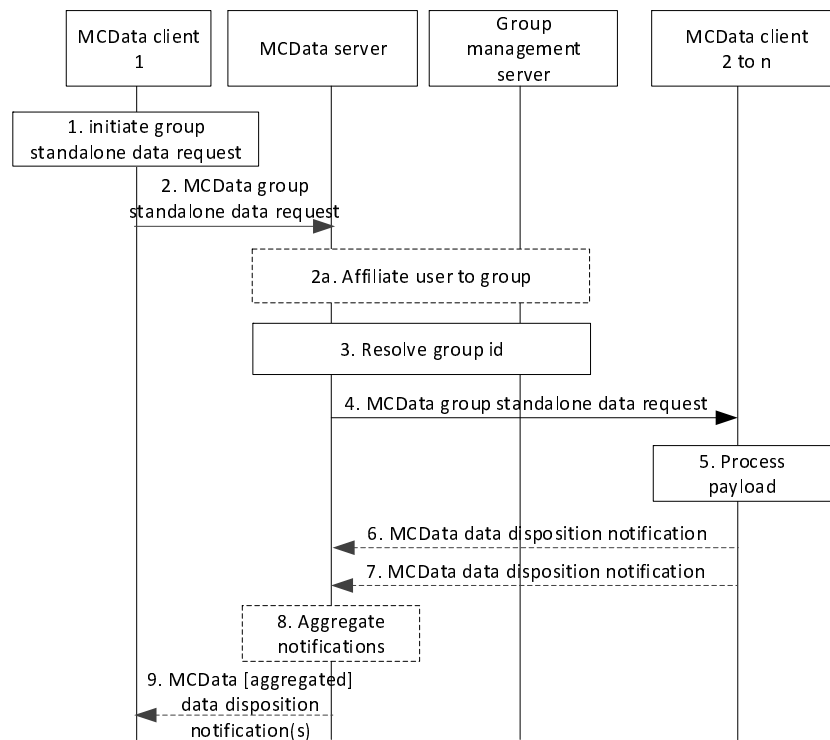 MCData client
1
MCData server
Group
management
server
MCData client
2 to n
1. initiate group
standalone data request
2. MCData group
standalone data request
2a. Affiliate user to group
3. Resolve group id
4. MCData group standalone data request
5. Process
payload
6. MCData data disposition notification
7. MCData data disposition notification
8. Aggregate
notifications
9. MCData [aggregated]
data disposition
notification(s)